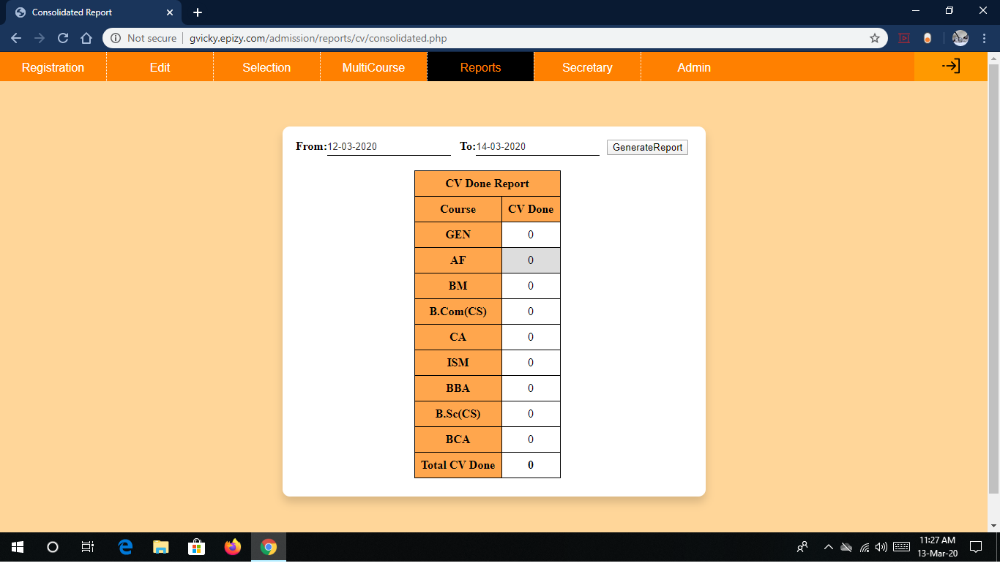 Consolidated Report
Not secure gvicky.epizy.com/admission/reports/cv/consolidated.php
Registration Edit Selection MultiCourse Reports Secretary Admin
From:12-03-2020 To:14-03-2020 GenerateReport
CV Done Report
Course CV Done
GEN 0
AF 0
BM 0
B.Com(CS) 0
CA 0
ISM 0
BBA 0
B.Sc(CS) 0
BCA 0
Total CV Done 0
11:27 AM
13-Mar-20